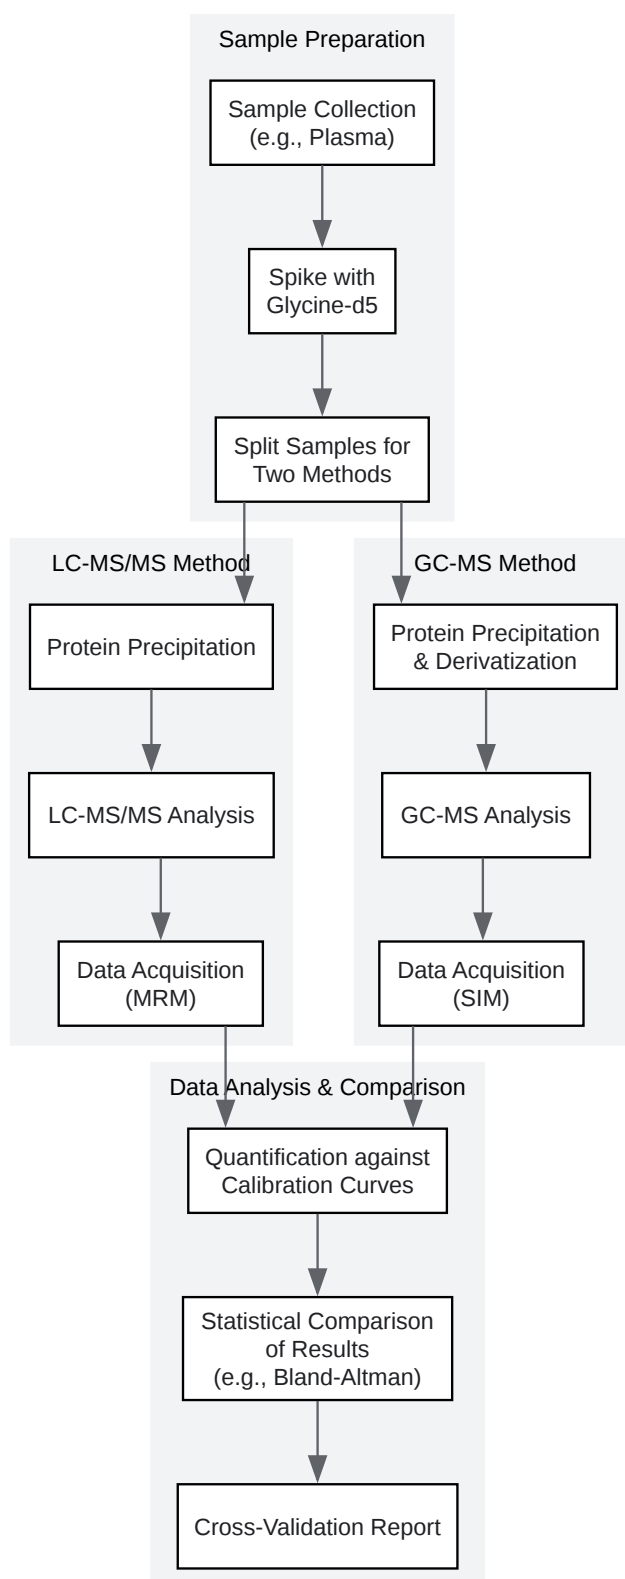 Sample Preparation
Sample Collection
(e.g., Plasma)
Spike with
Glycine-d5
Split Samples for
Two Methods
LC-MS/MS Method
Protein Precipitation
LC-MS/MS Analysis
Data Acquisition
(MRM)
GC-MS Method
Protein Precipitation
& Derivatization
GC-MS Analysis
Data Acquisition
(SIM)
Data Analysis & Comparison
Quantification against
Calibration Curves
Statistical Comparison
of Results
(e.g., Bland-Altman)
Cross-Validation Report